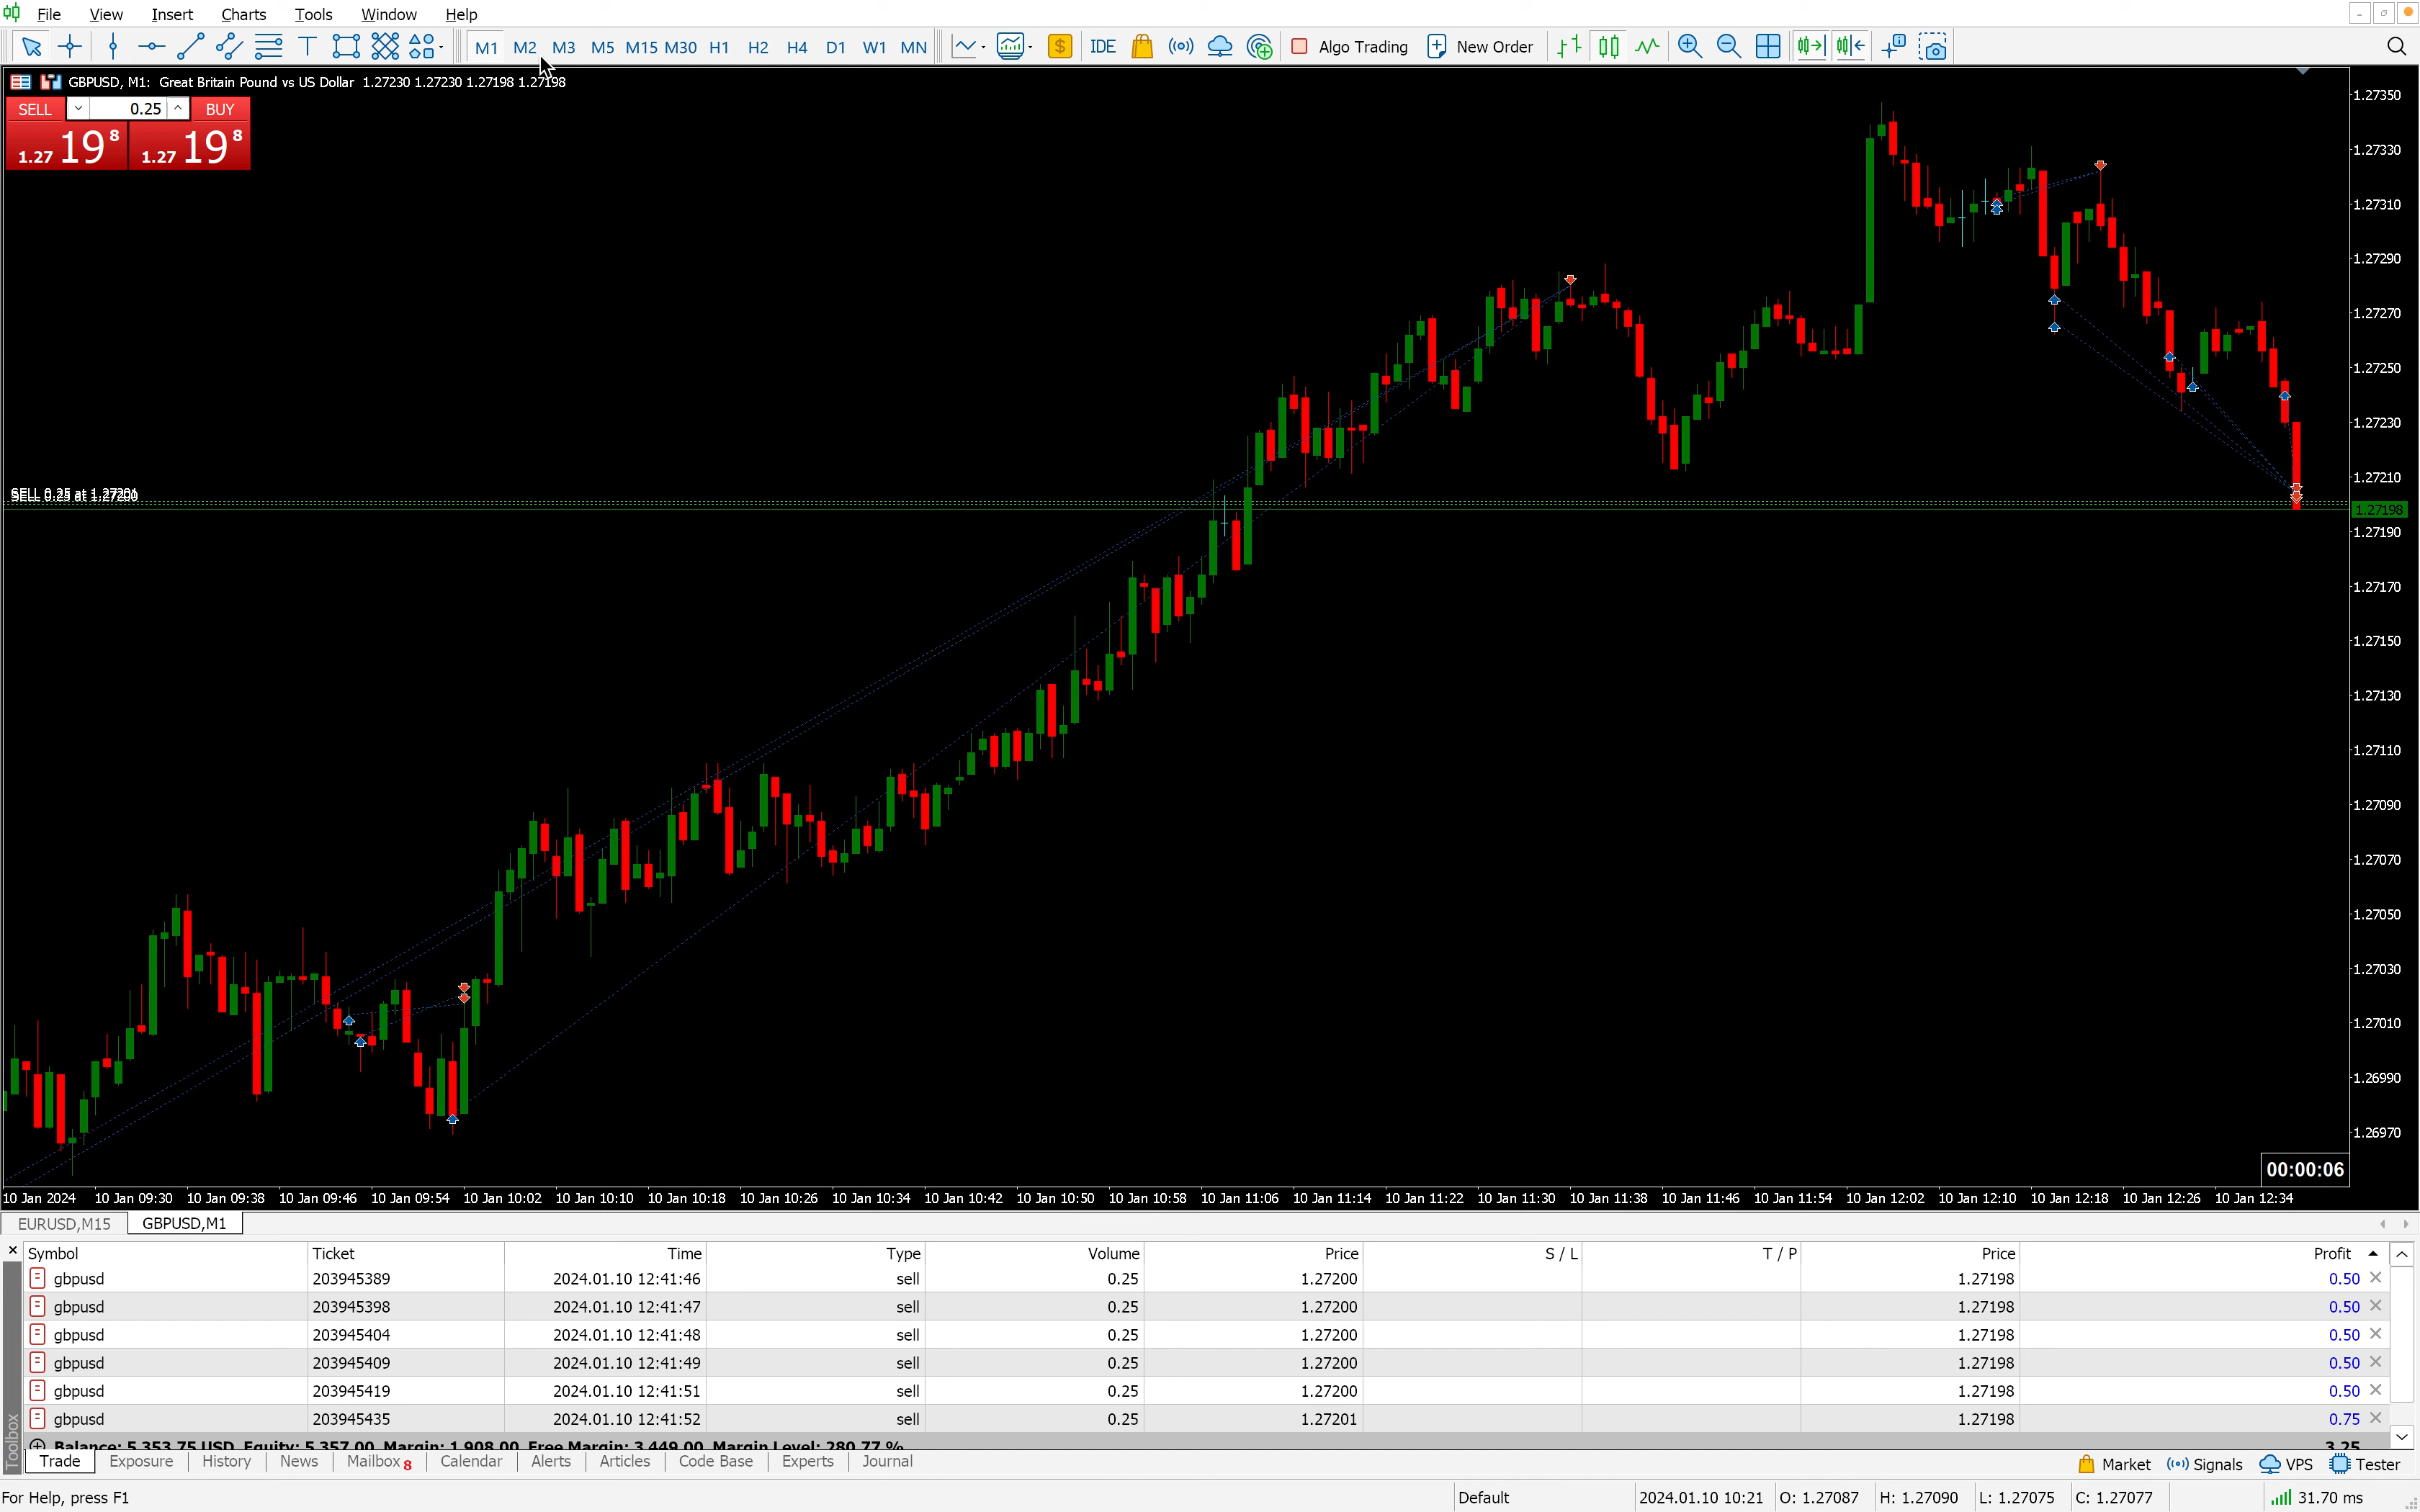 File View Insert Charts Tools Window Help
M1 M2 M3 M5 M15 M30 H1 H2 H4 D1 W1 MN $ IDE Algo Trading New Order
GBPUSD, M1: Great Britain Pound vs US Dollar 1.27230 1.27230 1.27198 1.27198
SELL 0.25 BUY
1.27 19 8 1.27 19 8
1.27350
1.27330
1.27310
1.27290
1.27270
1.27250
1.27230
1.27210
SELL 0.25 at 1.27200
1.27198
1.27190
1.27170
1.27150
1.27130
1.27110
1.27090
1.27070
1.27050
1.27030
1.27010
1.26990
1.26970
00:00:06
10 Jan 2024 10 Jan 09:30 10 Jan 09:38 10 Jan 09:46 10 Jan 09:54 10 Jan 10:02 10 Jan 10:10 10 Jan 10:18 10 Jan 10:26 10 Jan 10:34 10 Jan 10:42 10 Jan 10:50 10 Jan 10:58 10 Jan 11:06 10 Jan 11:14 10 Jan 11:22 10 Jan 11:30 10 Jan 11:38 10 Jan 11:46 10 Jan 11:54 10 Jan 12:02 10 Jan 12:10 10 Jan 12:18 10 Jan 12:26 10 Jan 12:34
EURUSD,M15 GBPUSD,M1
Symbol Ticket Time Type Volume Price S / L T / P Price Profit
gbpusd 203945389 2024.01.10 12:41:46 sell 0.25 1.27200 1.27198 0.50
gbpusd 203945398 2024.01.10 12:41:47 sell 0.25 1.27200 1.27198 0.50
gbpusd 203945404 2024.01.10 12:41:48 sell 0.25 1.27200 1.27198 0.50
gbpusd 203945409 2024.01.10 12:41:49 sell 0.25 1.27200 1.27198 0.50
gbpusd 203945419 2024.01.10 12:41:51 sell 0.25 1.27200 1.27198 0.50
gbpusd 203945435 2024.01.10 12:41:52 sell 0.25 1.27201 1.27198 0.75
Balance: 5 353.75 USD Equity: 5 357.00 Margin: 1 908.00 Free Margin: 3 449.00 Margin Level: 280.77 % 3.25
Toolbox
Trade Exposure History News Mailbox 8 Calendar Alerts Articles Code Base Experts Journal Market Signals VPS Tester
For Help, press F1 Default 2024.01.10 10:21 O: 1.27087 H: 1.27090 L: 1.27075 C: 1.27077 31.70 ms